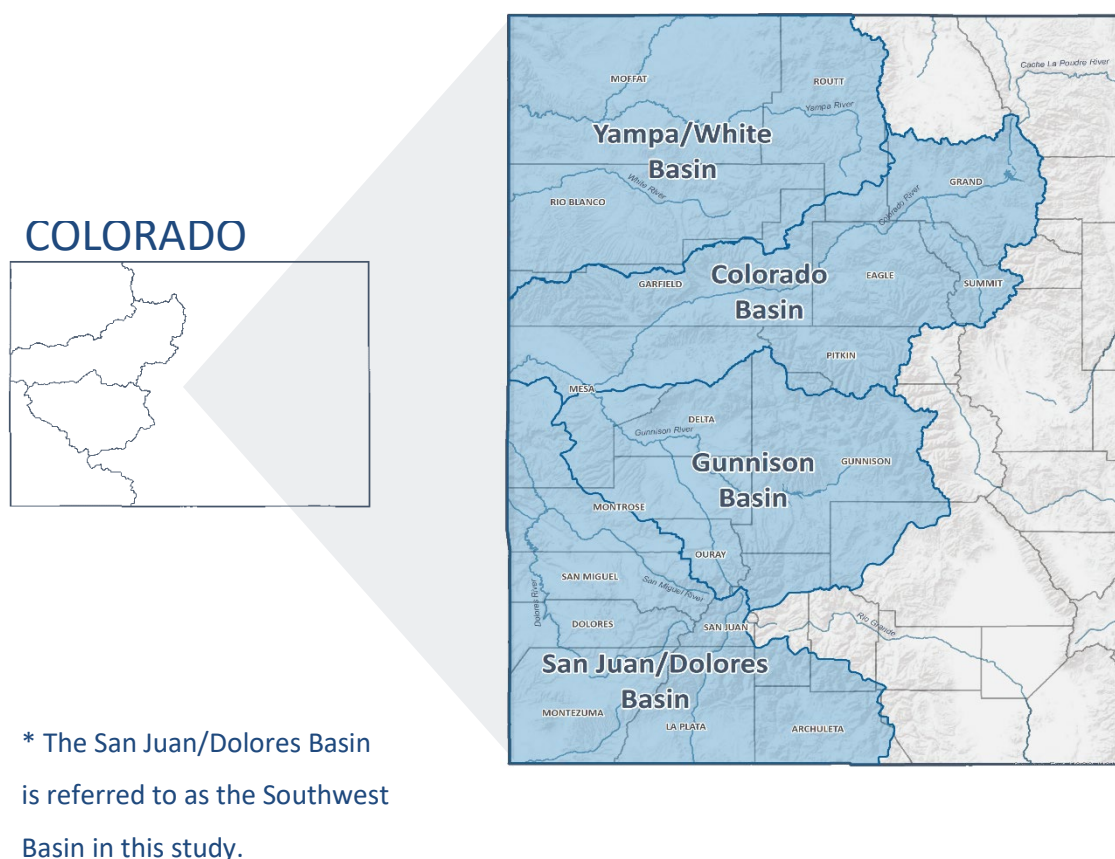 COLORADO
* The San Juan/Dolores Basin
is referred to as the Southwest
Basin in this study.
Cache La Poudre River
MOFFAT
ROUTT
Yampa River
Yampa/White
Basin
GRAND
White River
RIO BLANCO
Colorado River
Colorado
Basin
EAGLE
GARFIELD
SUMMIT
PITKIN
MESA
DELTA
Gunnison River
Gunnison
Basin
GUNNISON
MONTROSE
OURAY
SAN MIGUEL
San Miguel River
Dolores River
DOLORES
SAN JUAN
Rio Grande
San Juan/Dolores
Basin
MONTEZUMA
LA PLATA
ARCHULETA